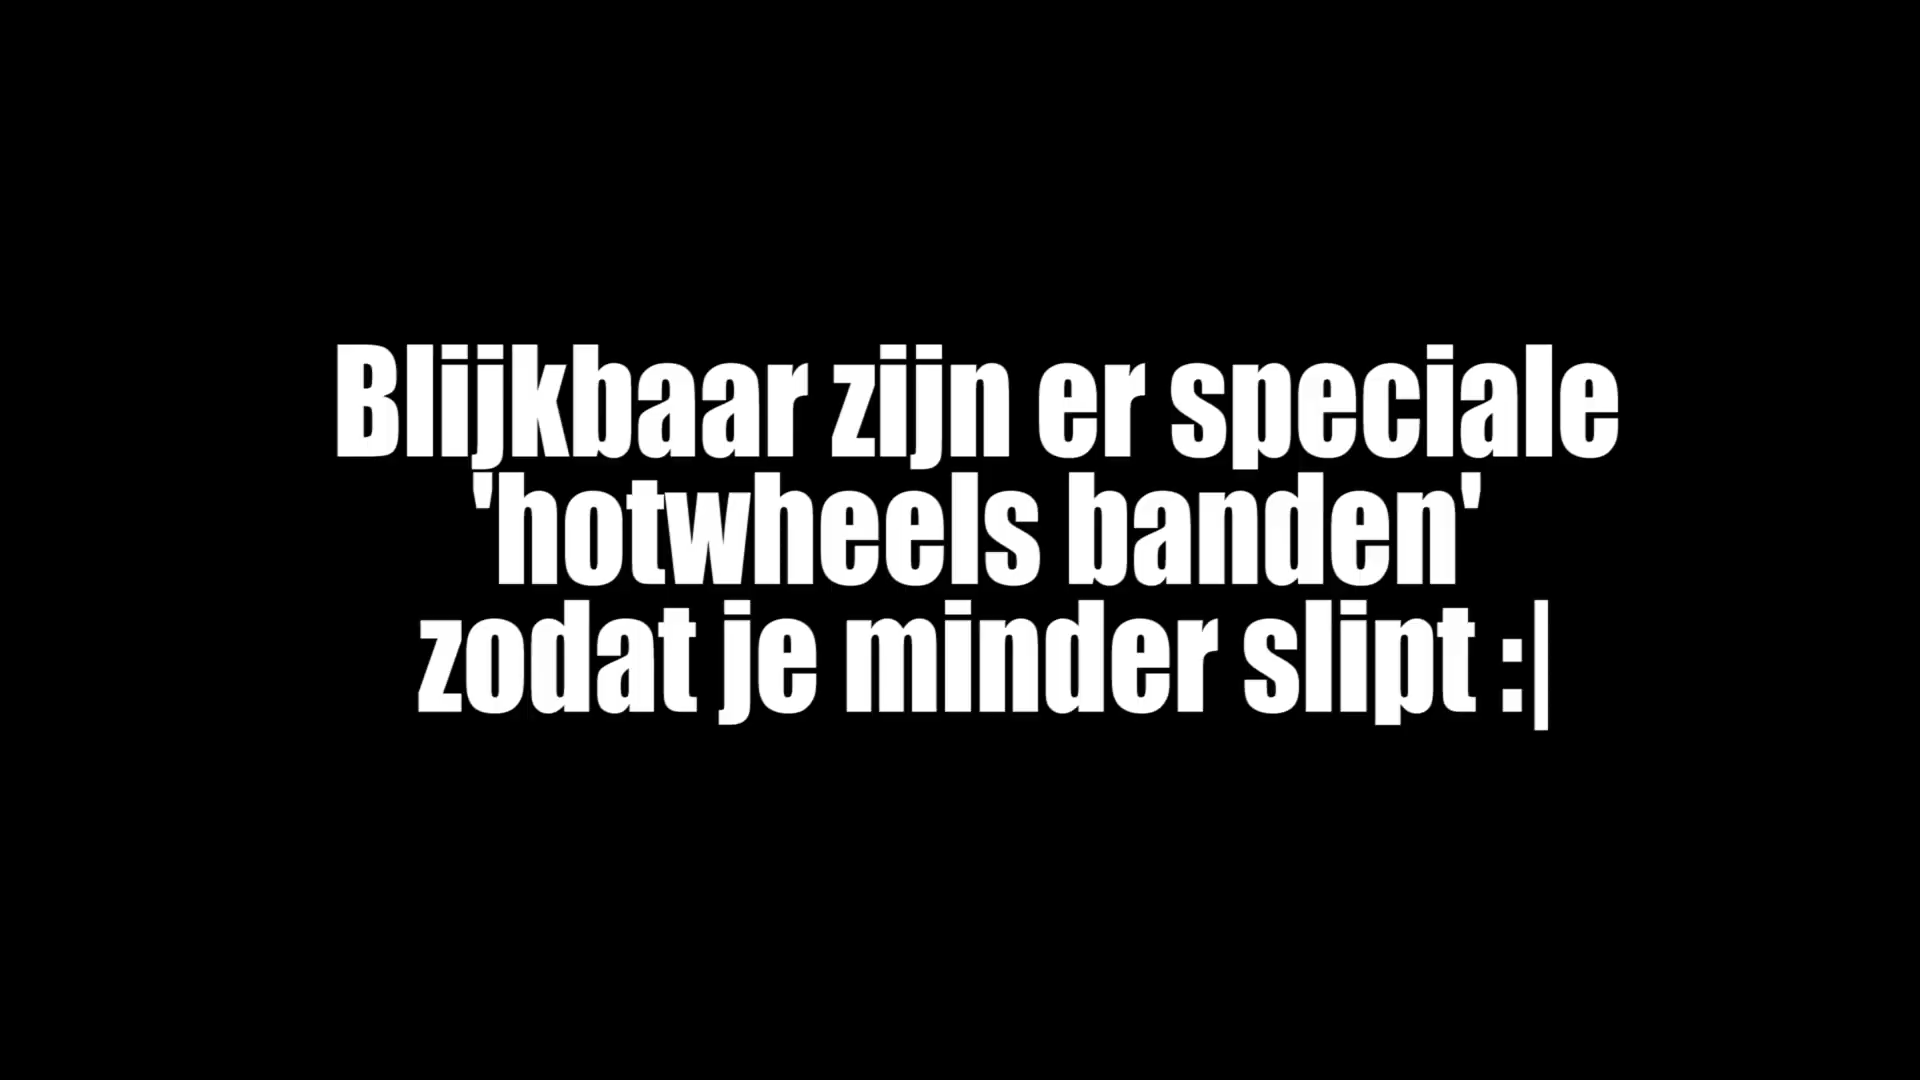 Blijkbaar zijn er speciale
'hotwheels banden'
zodat je minder slipt :|